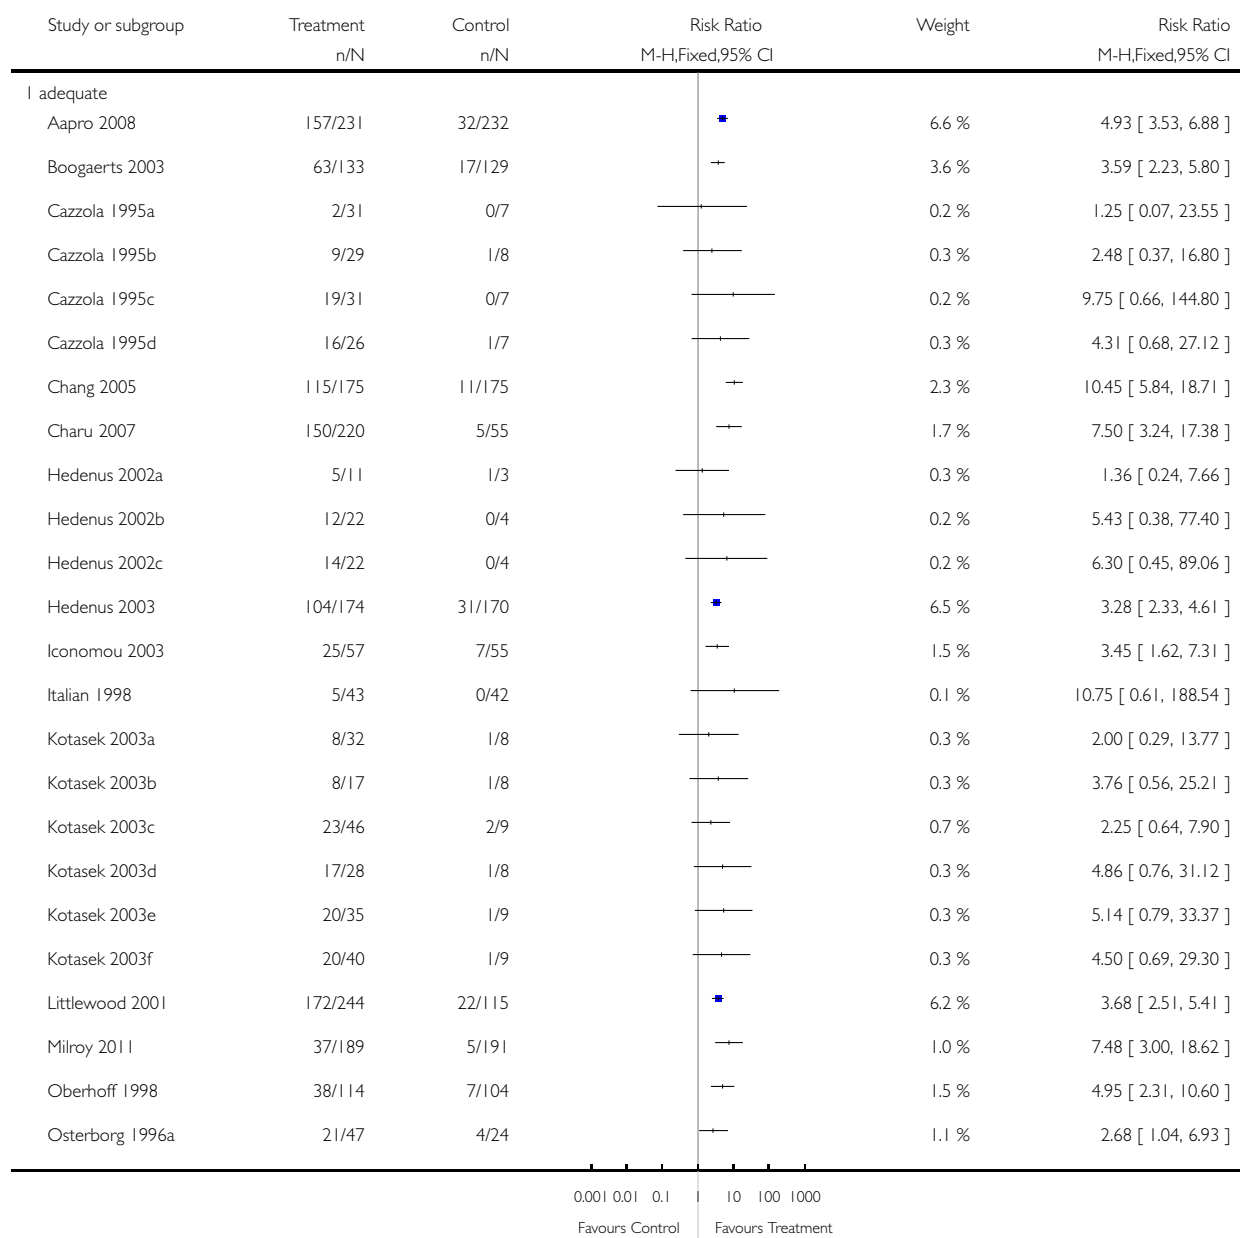 Study or subgroup Treatment Control Risk Ratio Weight Risk Ratio
n/N n/N M-H,Fixed,95% CI M-H,Fixed,95% CI
1 adequate
Aapro 2008 157/231 32/232 6.6 % 4.93 [ 3.53, 6.88 ]
Boogaerts 2003 63/133 17/129 3.6 % 3.59 [ 2.23, 5.80 ]
Cazzola 1995a 2/31 0/7 0.2 % 1.25 [ 0.07, 23.55 ]
Cazzola 1995b 9/29 1/8 0.3 % 2.48 [ 0.37, 16.80 ]
Cazzola 1995c 19/31 0/7 0.2 % 9.75 [ 0.66, 144.80 ]
Cazzola 1995d 16/26 1/7 0.3 % 4.31 [ 0.68, 27.12 ]
Chang 2005 115/175 11/175 2.3 % 10.45 [ 5.84, 18.71 ]
Charu 2007 150/220 5/55 1.7 % 7.50 [ 3.24, 17.38 ]
Hedenus 2002a 5/11 1/3 0.3 % 1.36 [ 0.24, 7.66 ]
Hedenus 2002b 12/22 0/4 0.2 % 5.43 [ 0.38, 77.40 ]
Hedenus 2002c 14/22 0/4 0.2 % 6.30 [ 0.45, 89.06 ]
Hedenus 2003 104/174 31/170 6.5 % 3.28 [ 2.33, 4.61 ]
Iconomou 2003 25/57 7/55 1.5 % 3.45 [ 1.62, 7.31 ]
Italian 1998 5/43 0/42 0.1 % 10.75 [ 0.61, 188.54 ]
Kotasek 2003a 8/32 1/8 0.3 % 2.00 [ 0.29, 13.77 ]
Kotasek 2003b 8/17 1/8 0.3 % 3.76 [ 0.56, 25.21 ]
Kotasek 2003c 23/46 2/9 0.7 % 2.25 [ 0.64, 7.90 ]
Kotasek 2003d 17/28 1/8 0.3 % 4.86 [ 0.76, 31.12 ]
Kotasek 2003e 20/35 1/9 0.3 % 5.14 [ 0.79, 33.37 ]
Kotasek 2003f 20/40 1/9 0.3 % 4.50 [ 0.69, 29.30 ]
Littlewood 2001 172/244 22/115 6.2 % 3.68 [ 2.51, 5.41 ]
Milroy 2011 37/189 5/191 1.0 % 7.48 [ 3.00, 18.62 ]
Oberhoff 1998 38/114 7/104 1.5 % 4.95 [ 2.31, 10.60 ]
Osterborg 1996a 21/47 4/24 1.1 % 2.68 [ 1.04, 6.93 ]
0.001 0.01 0.1 1 10 100 1000
Favours Control Favours Treatment